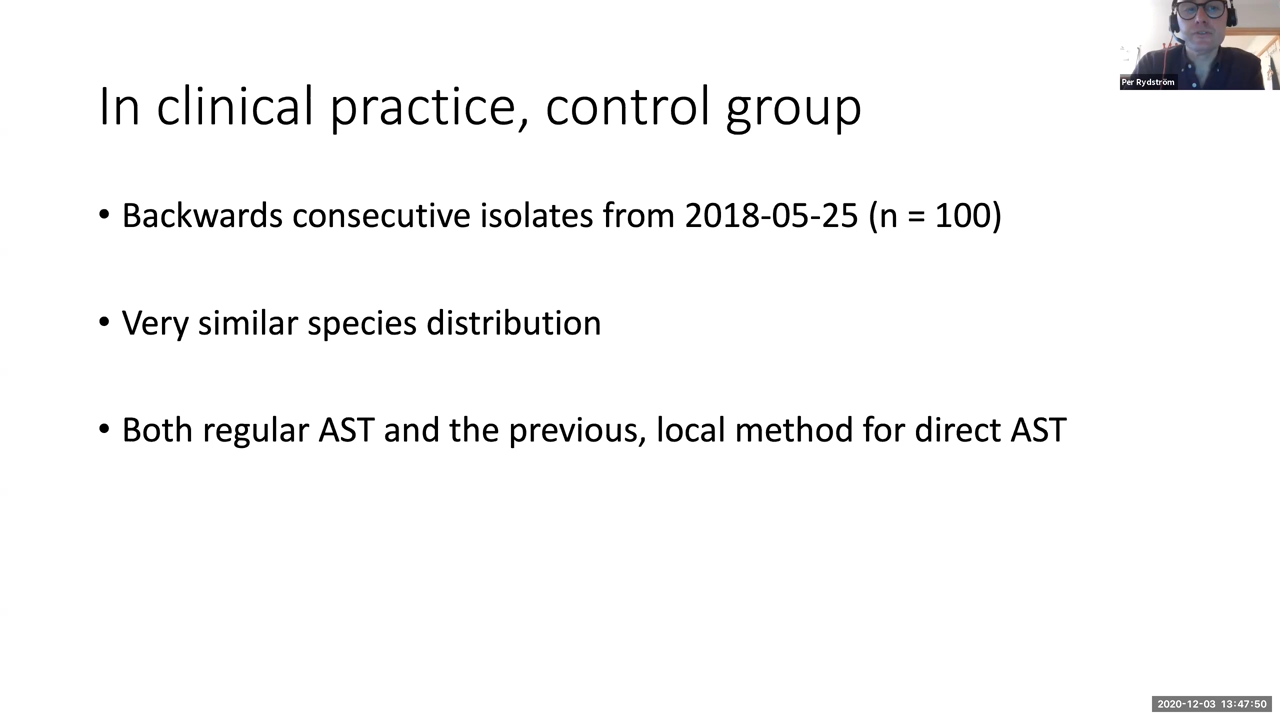 Per Rydström
In clinical practice, control group
• Backwards consecutive isolates from 2018-05-25 (n = 100)
• Very similar species distribution
• Both regular AST and the previous, local method for direct AST
2020-12-03 13:47:50